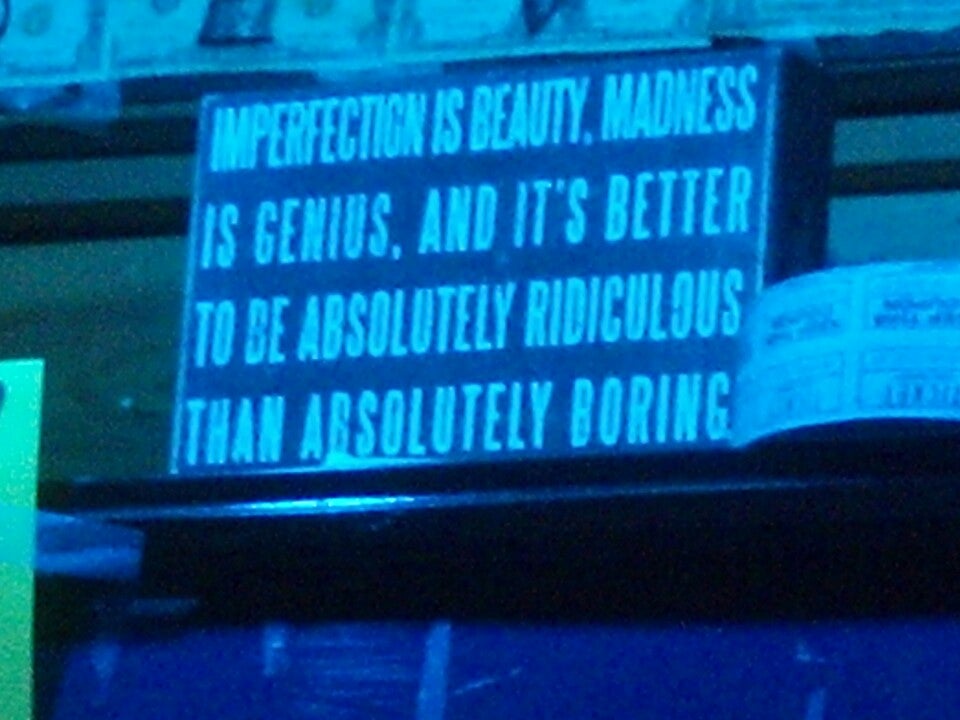 IMPERFECTION IS BEAUTY, MADNESS
IS GENIUS, AND IT'S BETTER
TO BE ABSOLUTELY RIDICULOUS
THAN ABSOLUTELY BORING.